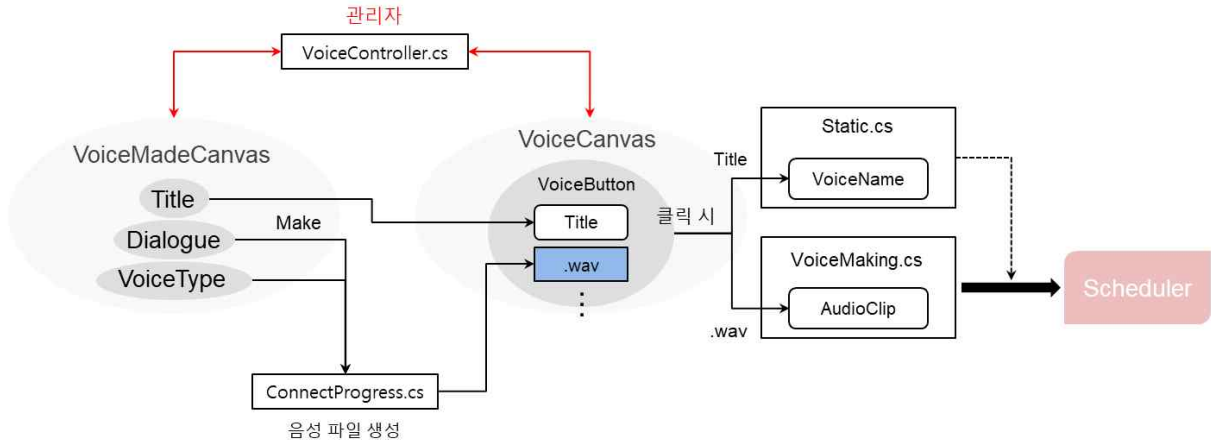 관리자
VoiceController.cs
VoiceMadeCanvas
Title
Dialogue
VoiceType
Make
ConnectProgress.cs
음성 파일 생성
VoiceCanvas
VoiceButton
Title
.wav
클릭 시
Title
.wav
Static.cs
VoiceName
VoiceMaking.cs
AudioClip
Scheduler